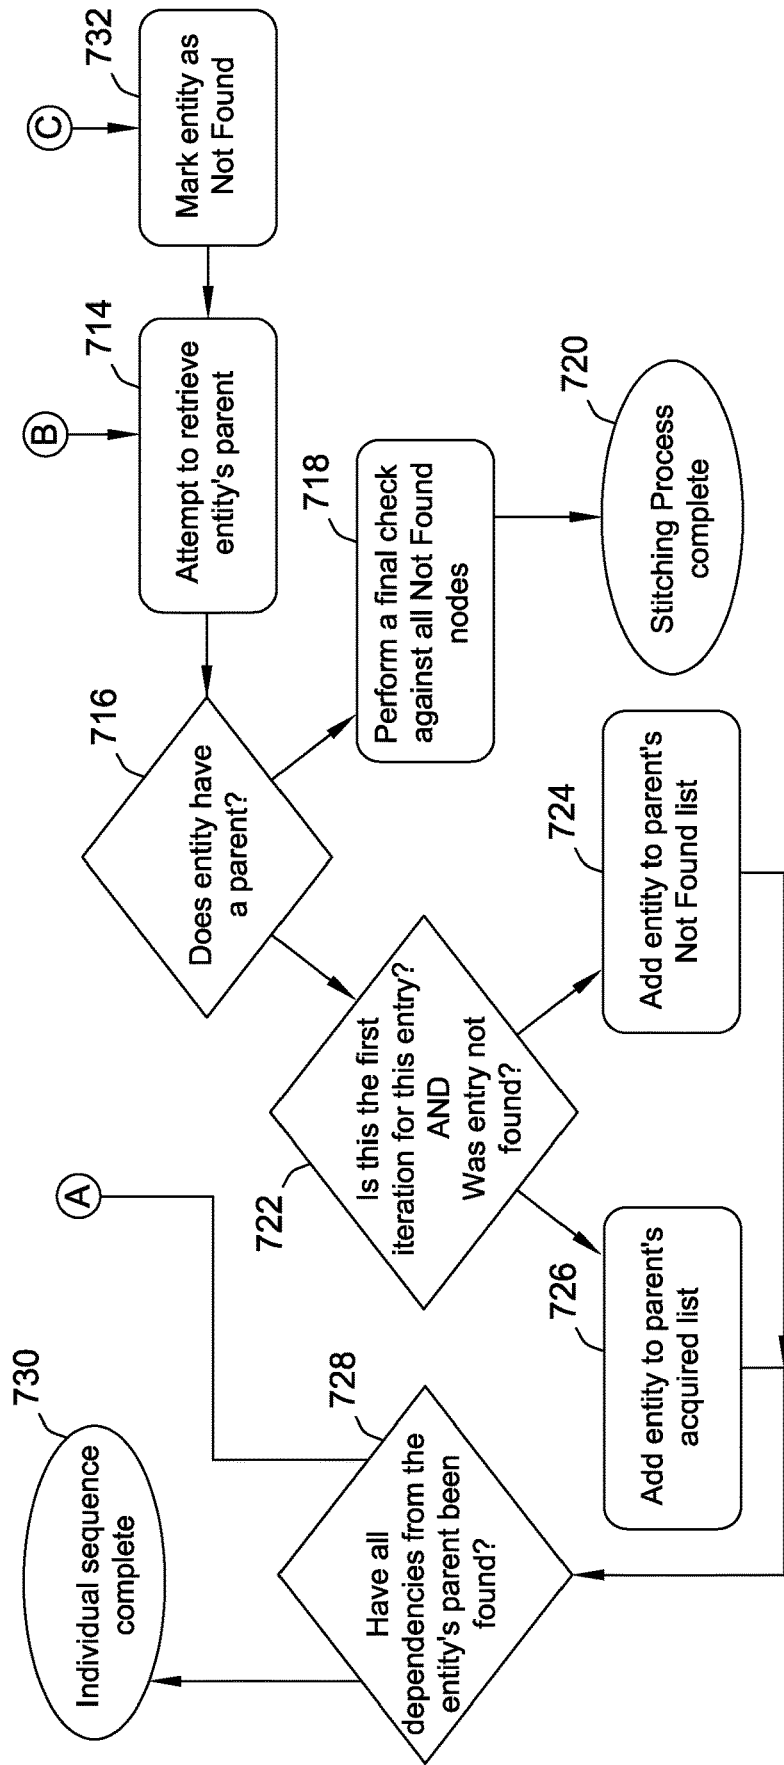 C
732
Mark entity as
Not Found
B
714
Attempt to retrieve
entity's parent
716
Does entity have
a parent?
718
Perform a final check
against all Not Found
nodes
720
Stitching Process
complete
A
722
Is this the first
iteration for this entry?
AND
Was entry not
found?
724
Add entity to parent's
Not Found list
726
Add entity to parent's
acquired list
728
Have all
dependencies from the
entity's parent been
found?
730
Individual sequence
complete